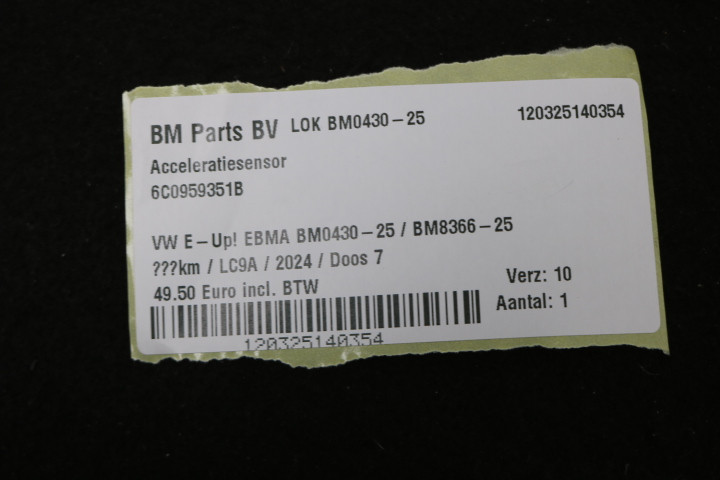 BM Parts BV LOK BM0430-25 120325140354
Acceleratiesensor
6C0959351B
VW E-Up! EBMA BM0430-25 / BM8366-25
???km / LC9A / 2024 / Doos 7
49.50 Euro incl. BTW
Verz: 10
Aantal: 1
120325140354